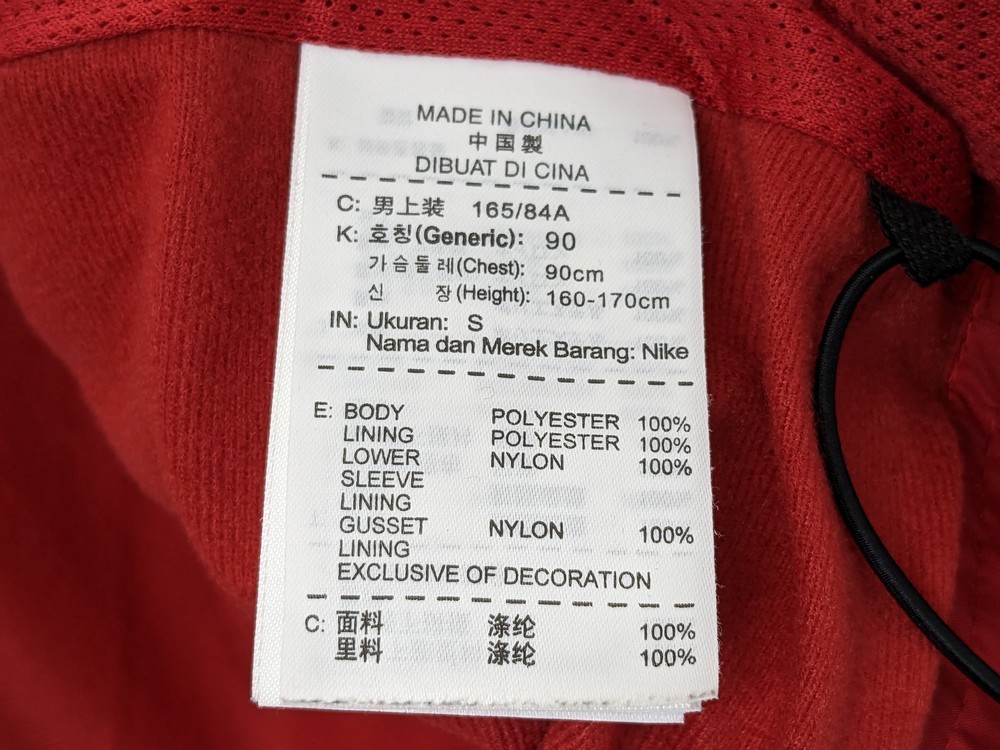 MADE IN CHINA
中国製
DIBUAT DI CINA
C: 男上装 165/84A
K: 호칭(Generic): 90
가슴둘레(Chest): 90cm
신 장(Height): 160-170cm
IN: Ukuran: S
Nama dan Merek Barang: Nike
E: BODY POLYESTER 100%
LINING POLYESTER 100%
LOWER NYLON 100%
SLEEVE
LINING
GUSSET NYLON 100%
LINING
EXCLUSIVE OF DECORATION
C: 面料 涤纶 100%
里料 涤纶 100%